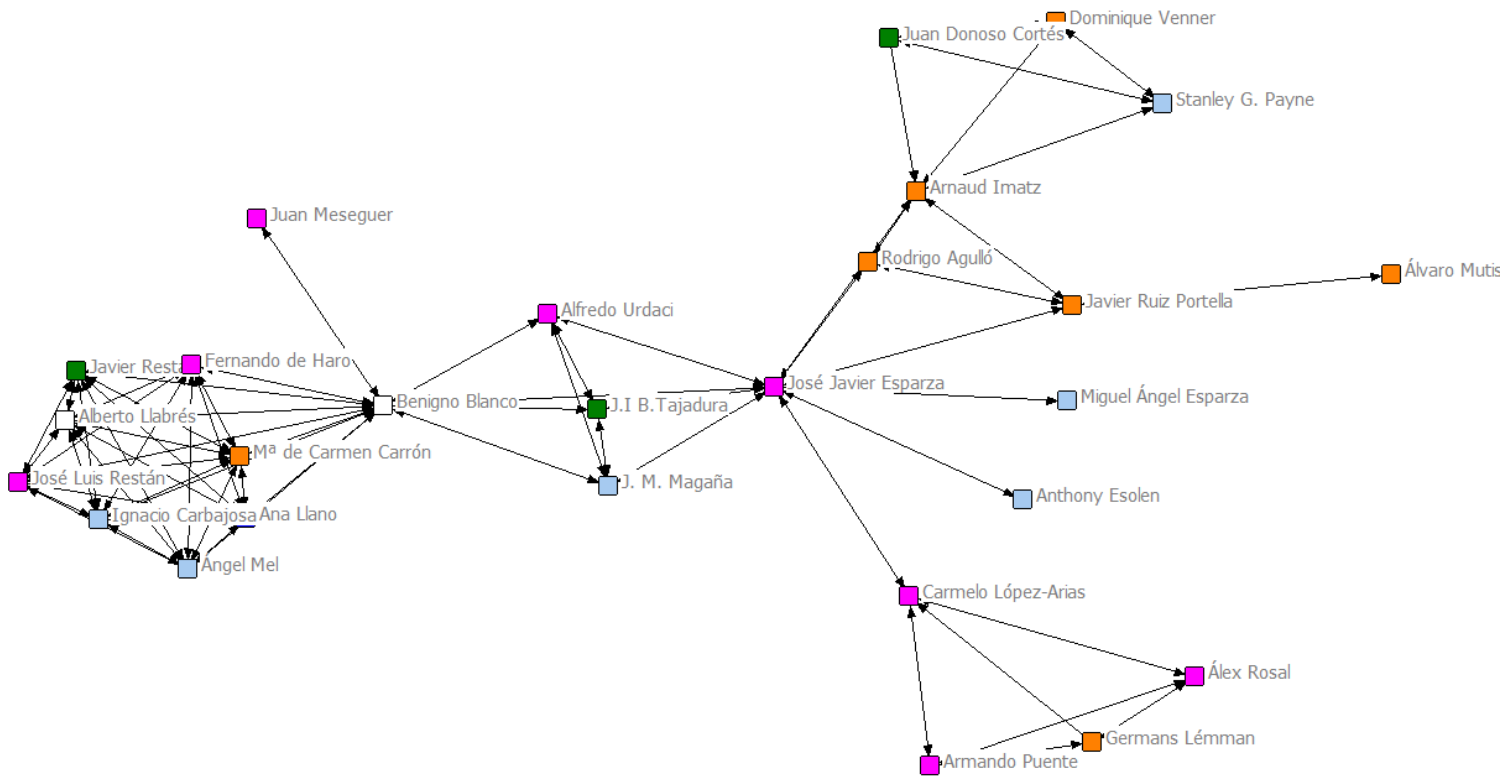 Dominique Venner
Juan Donoso Cortés
Stanley G. Payne
Arnaud Imatz
Juan Meseguer
Rodrigo Agulló
Álvaro Mutis
Javier Ruiz Portella
Alfredo Urdaci
Javier Resta
Fernando de Haro
José Javier Esparza
Miguel Ángel Esparza
Benigno Blanco
J.I B.Tajadura
Alberto Llabrés
Mª de Carmen Carrón
José Luis Restán
J. M. Magaña
Anthony Esolen
Ignacio Carbajosa
Ana Llano
Ángel Mel
Carmelo López-Arias
Álex Rosal
Germans Lémman
Armando Puente